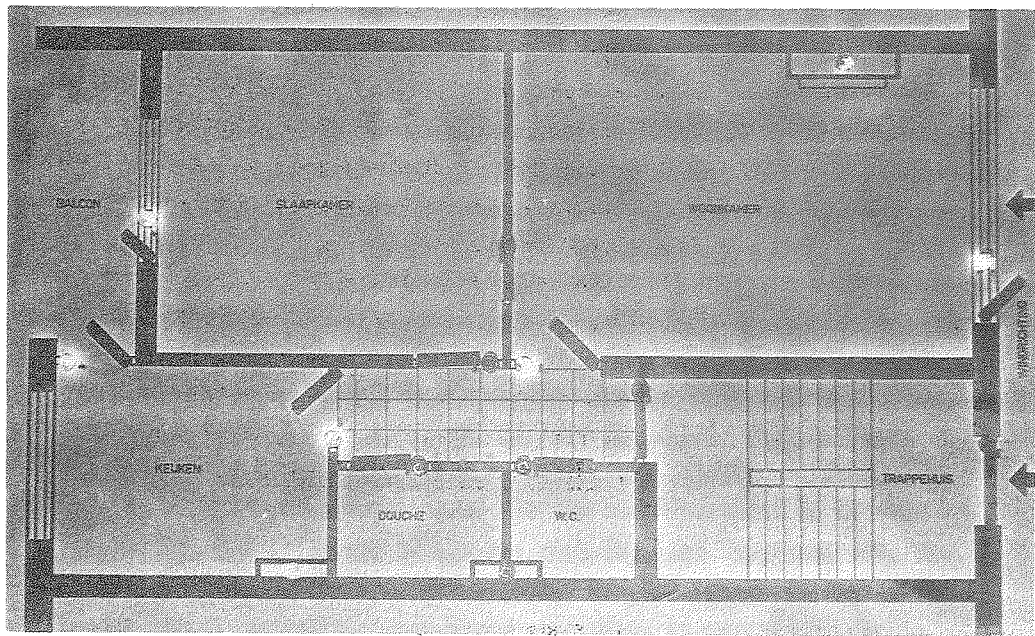 BALCON
SLAAPKAMER
WOONKAMER
KEUKEN
DOUCHE
W.C.
TRAPPEHUIS